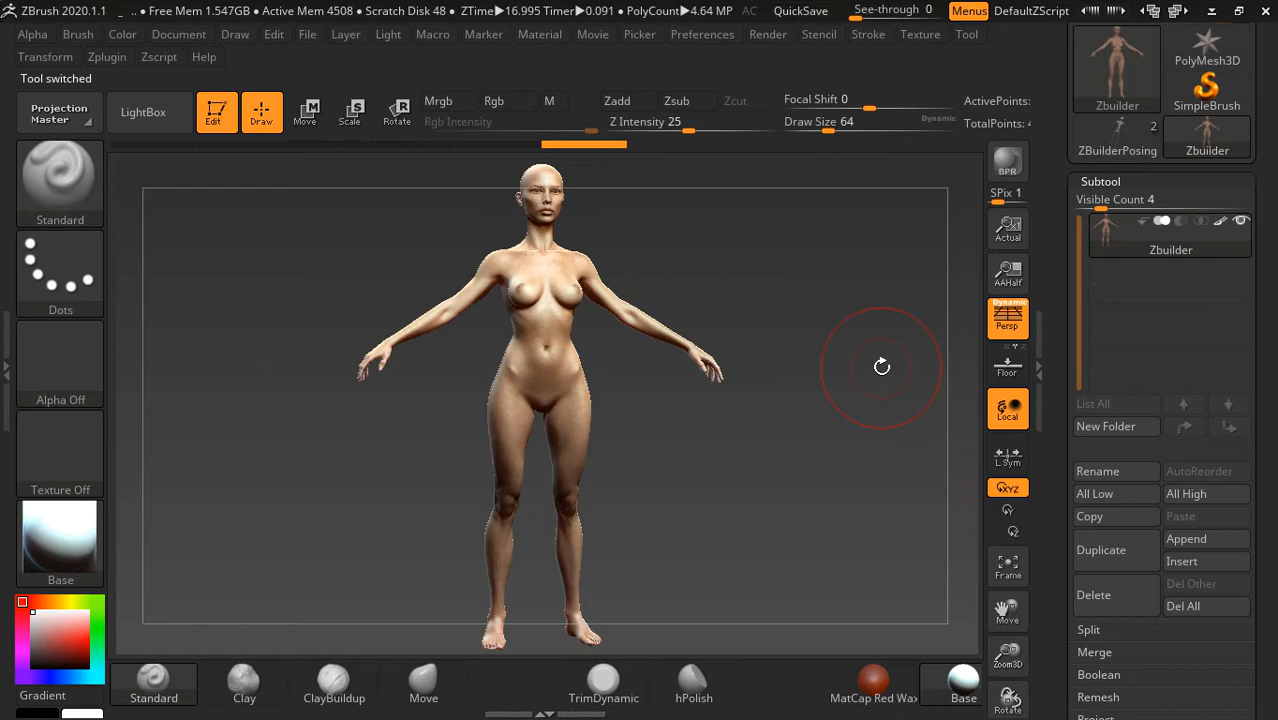 ZBrush 2020.1.1 _ .. ● Free Mem 1.547GB ● Active Mem 4508 ● Scratch Disk 48 ● ZTime▶16.995 Timer▶0.091 ● PolyCount▶4.64 MP AC QuickSave See-through 0 Menus DefaultZScript
Alpha Brush Color Document Draw Edit File Layer Light Macro Marker Material Movie Picker Preferences Render Stencil Stroke Texture Tool
Transform Zplugin Zscript Help
Tool switched
Projection Master
LightBox
Edit
Draw
Move
Scale
Rotate
Mrgb Rgb M
Rgb Intensity
Zadd Zsub Zcut
Z Intensity 25
Focal Shift 0
Draw Size 64
Dynamic
ActivePoints:
TotalPoints: 4
Standard
Dots
Alpha Off
Texture Off
Base
Gradient
BPR
SPix 1
Actual
AAHalf
Dynamic
Persp
Floor
Local
L.Sym
XYZ
Y
Z
Frame
Move
Zoom3D
Rotate
Zbuilder
PolyMesh3D
SimpleBrush
2
ZBuilderPosing
Zbuilder
Subtool
Visible Count 4
Zbuilder
List All
New Folder
Rename AutoReorder
All Low All High
Copy Paste
Duplicate
Append
Insert
Delete
Del Other
Del All
Split
Merge
Boolean
Remesh
Project
Standard Clay ClayBuildup Move TrimDynamic hPolish MatCap Red Wax Base